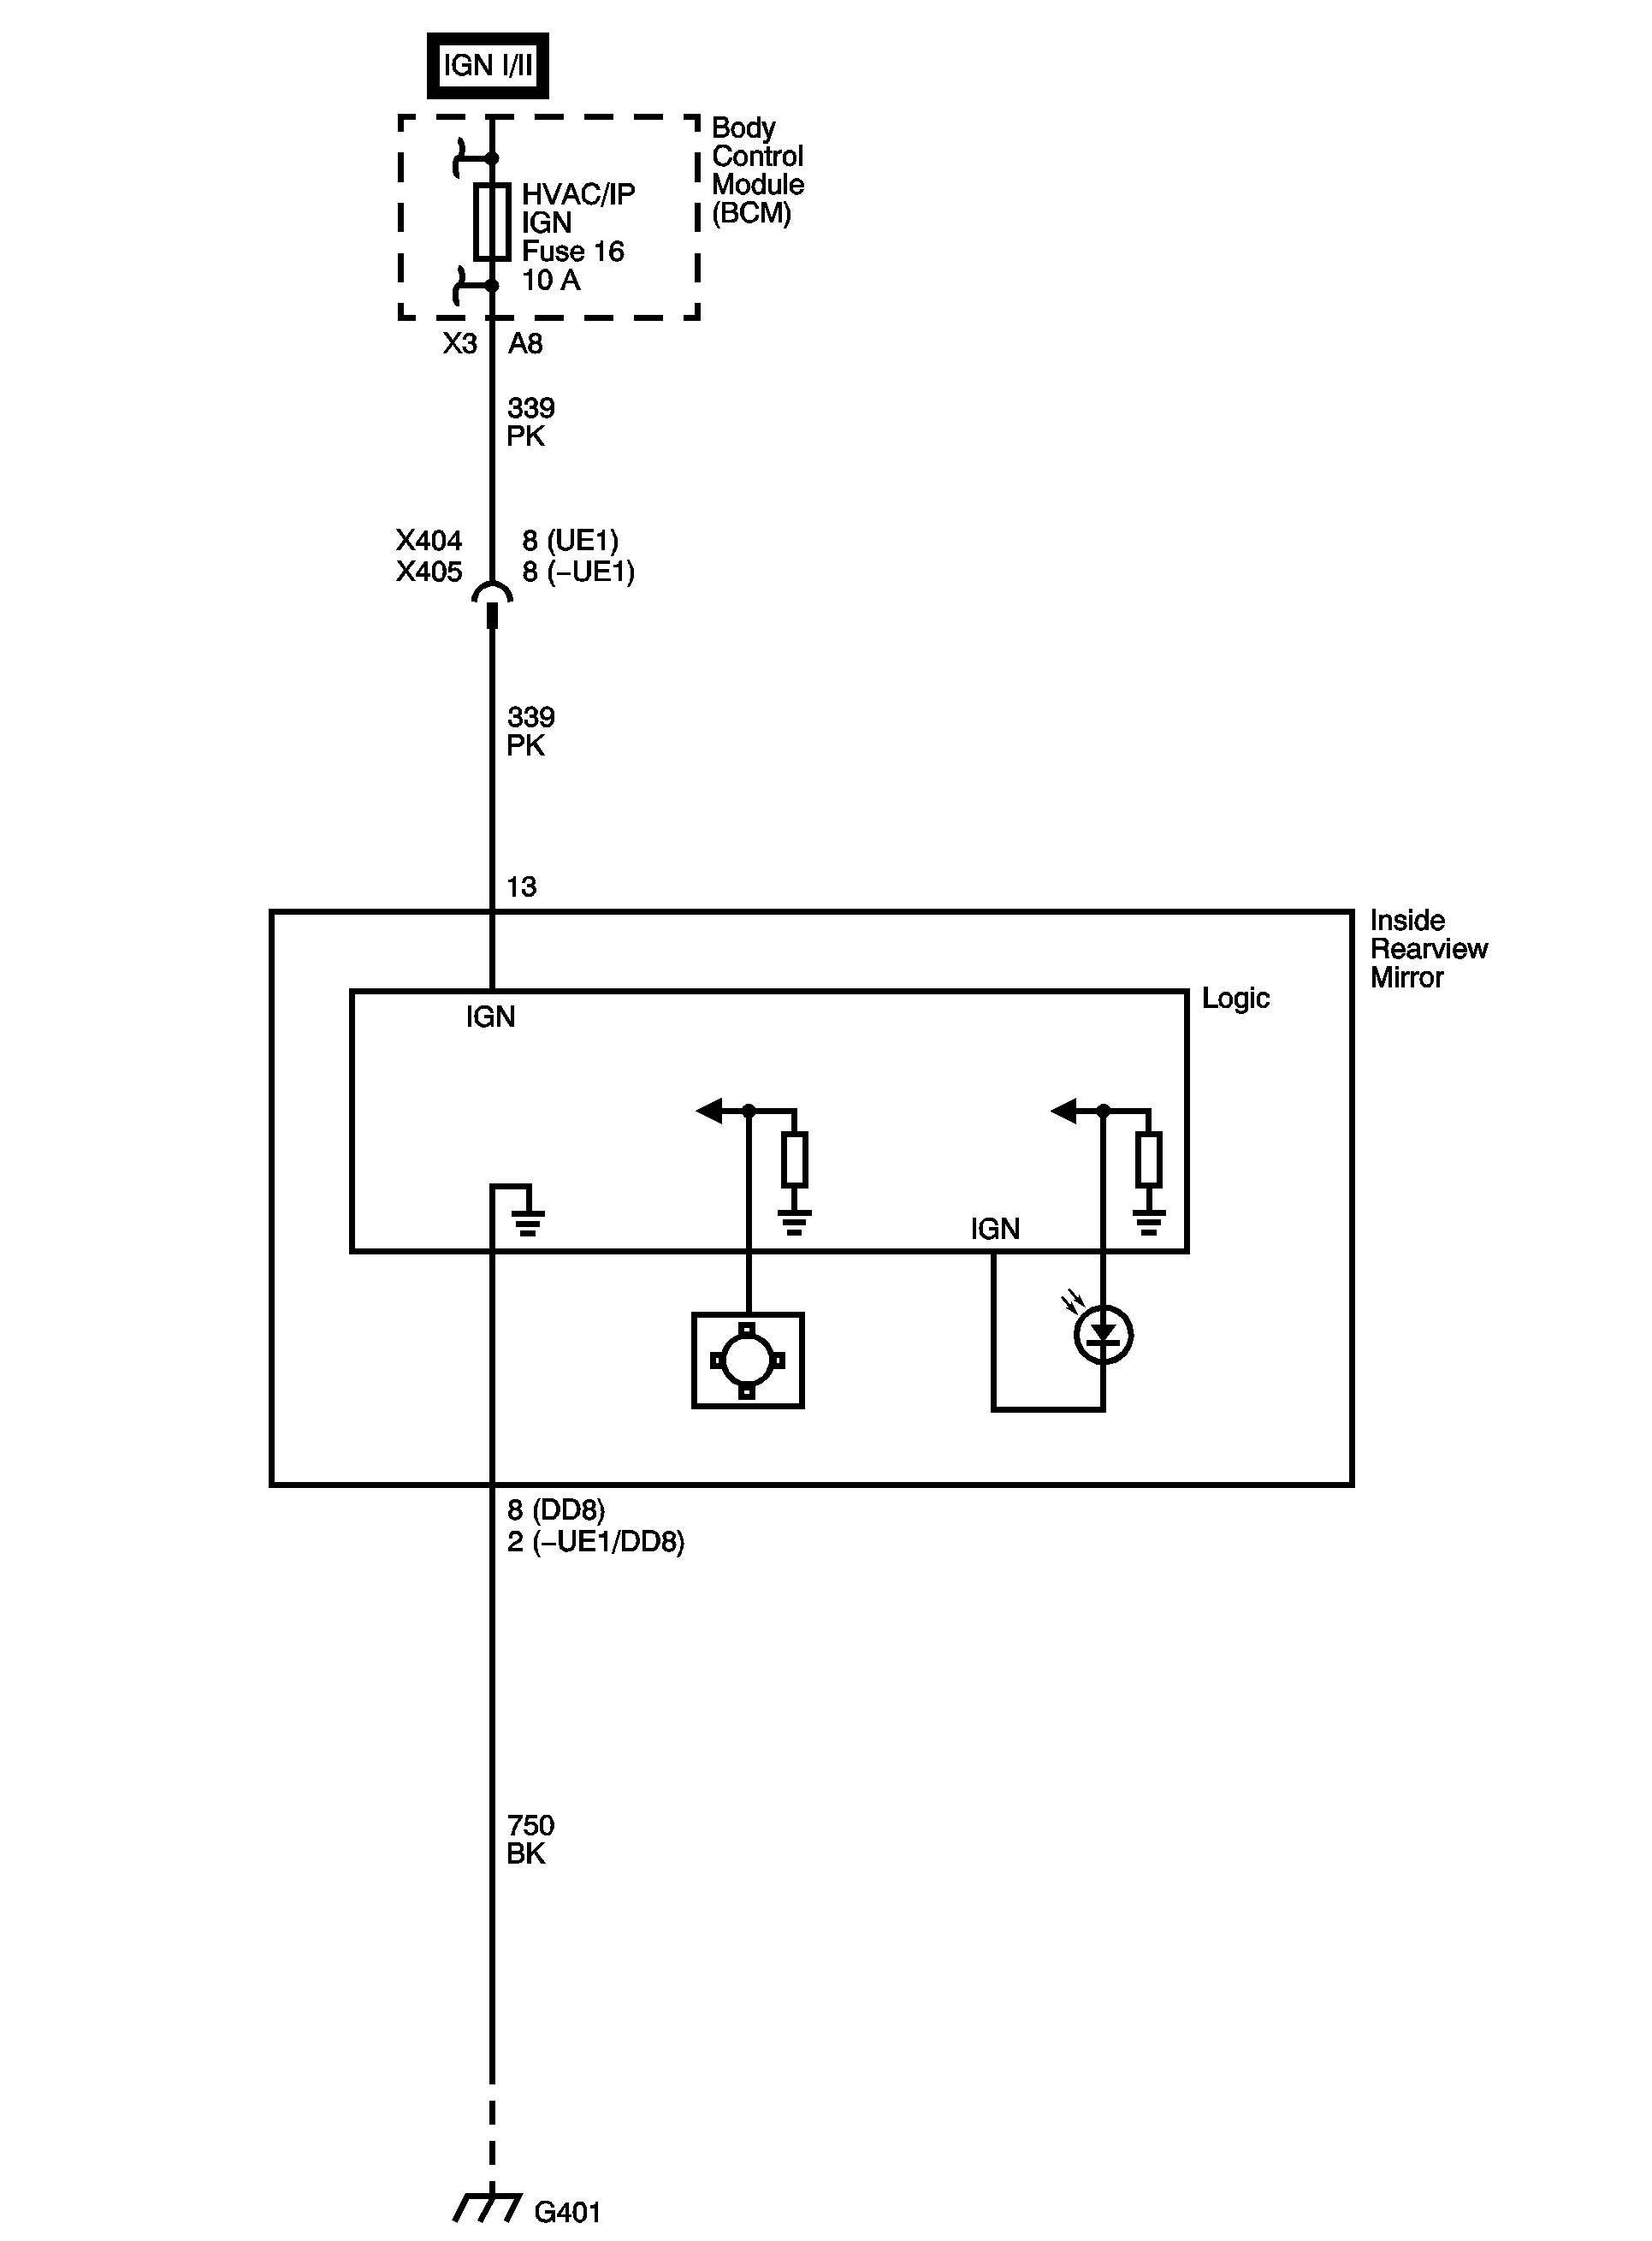 IGN I/II
Body
Control
Module
(BCM)
HVAC/IP
IGN
Fuse 16
10 A
X3 A8
339
PK
X404 8 (UE1)
X405 8 (–UE1)
339
PK
13
Inside
Rearview
Mirror
Logic
IGN
IGN
8 (DD8)
2 (–UE1/DD8)
750
BK
G401